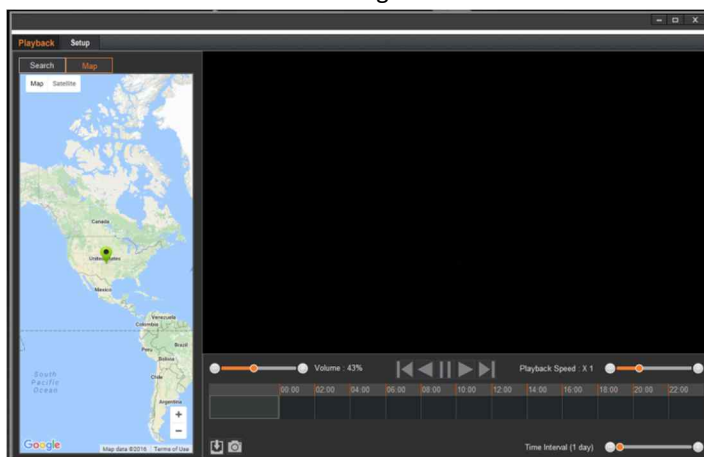 Playback Setup
Search Map
Map Satellite
Canada
United States
Mexico
Venezuela
Colombia
Peru
Brazil
Bolivia
South
Pacific
Ocean
Chile
Argentina
+
−
Google
Map data ©2016 Terms of Use
Volume : 43%
Playback Speed : X 1
00:00 02:00 04:00 06:00 08:00 10:00 12:00 14:00 16:00 18:00 20:00 22:00
Time Interval (1 day)